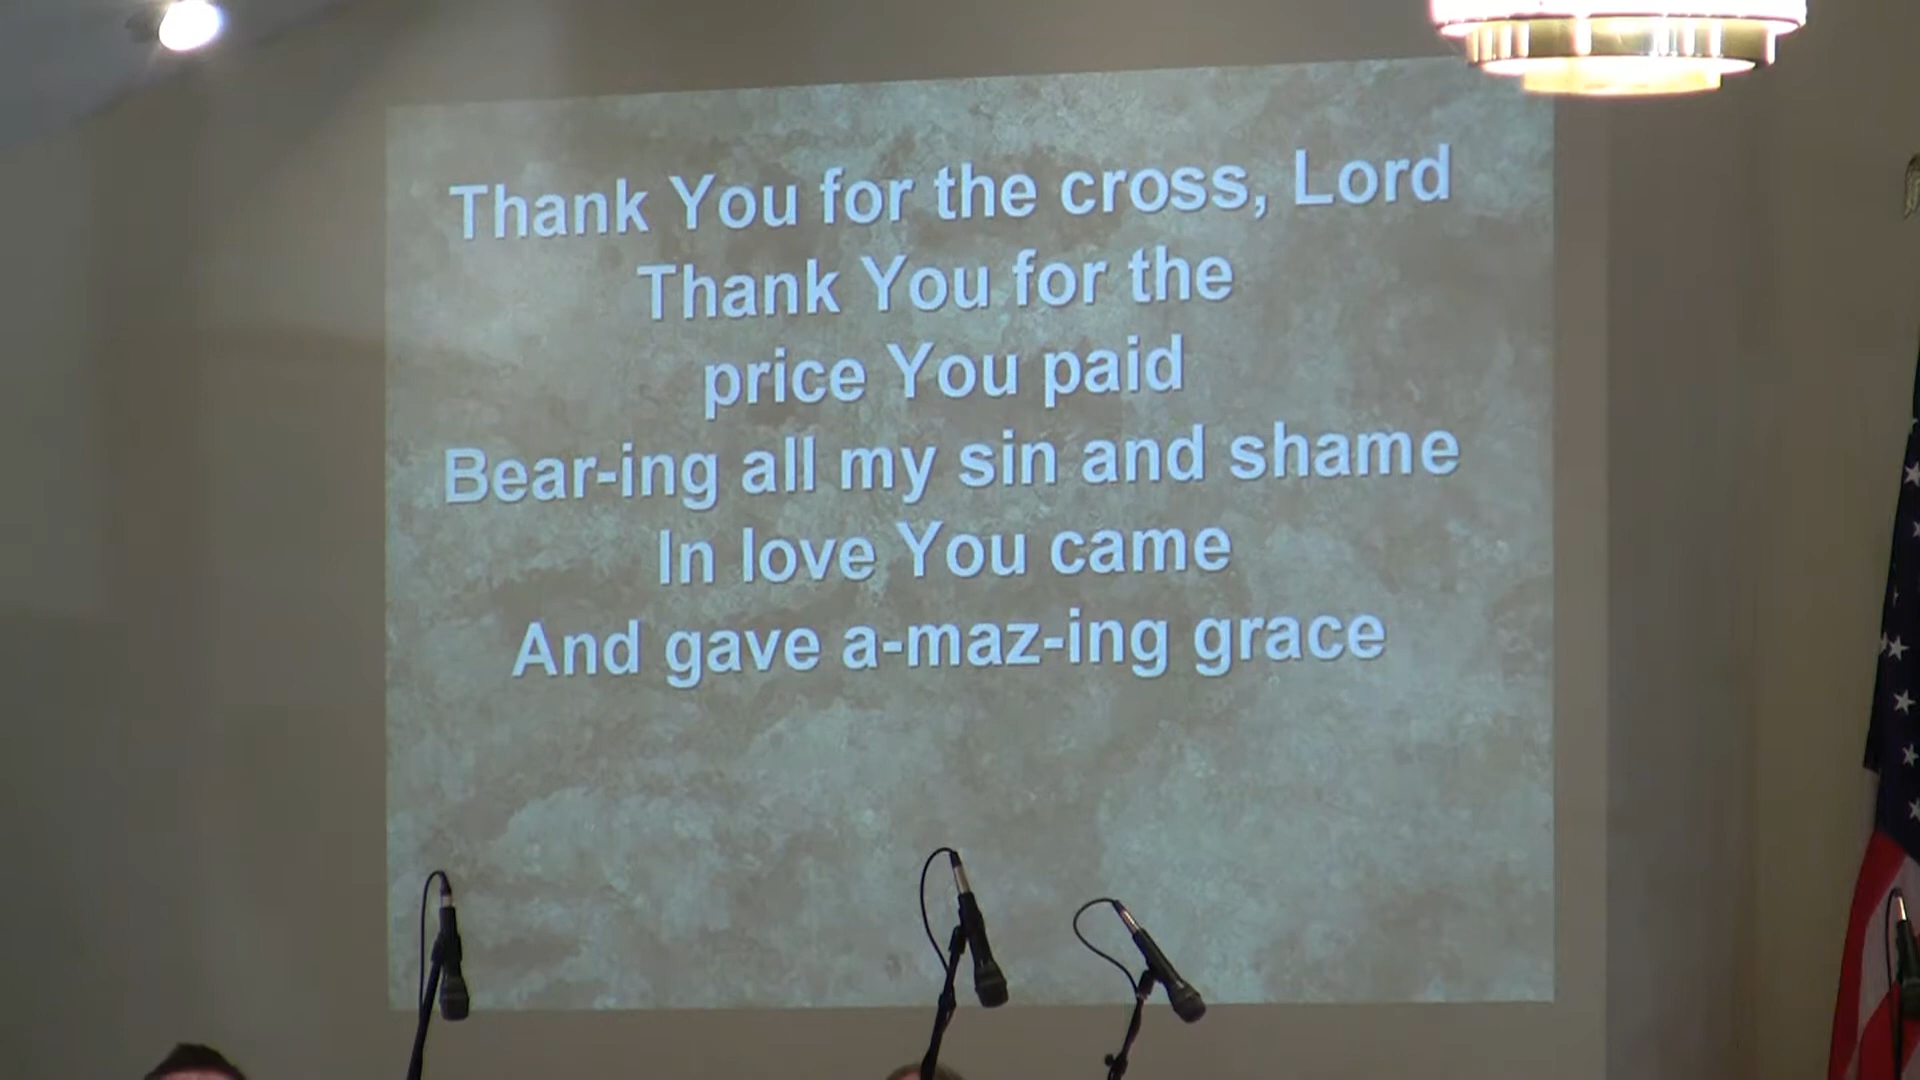 Thank You for the cross, Lord
Thank You for the
price You paid
Bear-ing all my sin and shame
In love You came
And gave a-maz-ing grace